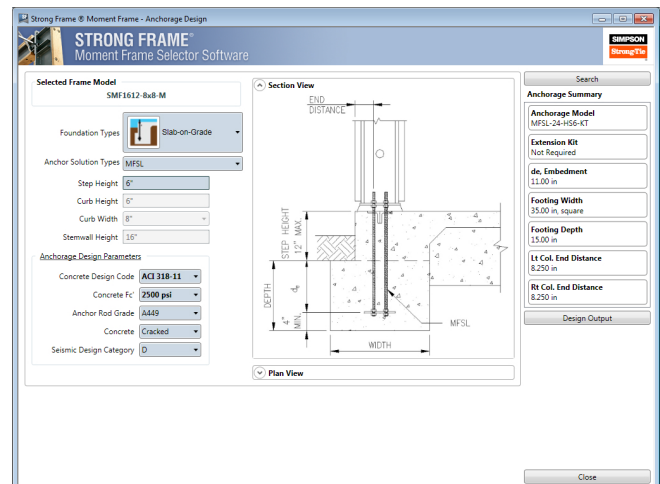 Strong Frame ® Moment Frame - Anchorage Design
STRONG FRAME®
Moment Frame Selector Software
SIMPSON
Strong-Tie
Selected Frame Model
SMF1612-8x8-M
Foundation Types
Slab-on-Grade
Anchor Solution Types
MFSL
Step Height
6"
Curb Height
6"
Curb Width
8"
Stemwall Height
16"
Anchorage Design Parameters
Concrete Design Code
ACI 318-11
Concrete Fc'
2500 psi
Anchor Rod Grade
A449
Concrete
Cracked
Seismic Design Category
D
Section View
END
DISTANCE
STEP HEIGHT
12" MAX.
DEPTH
de
4"
MIN.
MFSL
WIDTH
Plan View
Search
Anchorage Summary
Anchorage Model
MFSL-24-HS6-KT
Extension Kit
Not Required
de, Embedment
11.00 in
Footing Width
35.00 in, square
Footing Depth
15.00 in
Lt Col. End Distance
8.250 in
Rt Col. End Distance
8.250 in
Design Output
Close